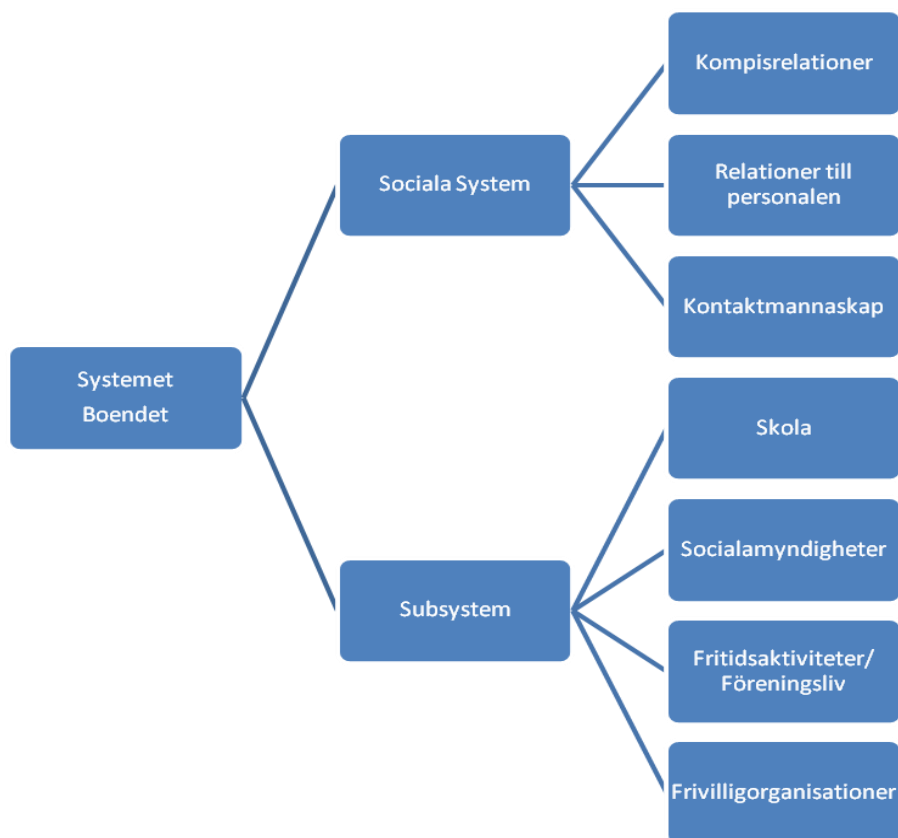 Kompisrelationer
Sociala System
Relationer till
personalen
Kontaktmannaskap
Systemet
Boendet
Skola
Socialamyndigheter
Subsystem
Fritidsaktiviteter/
Föreningsliv
Frivilligorganisationer